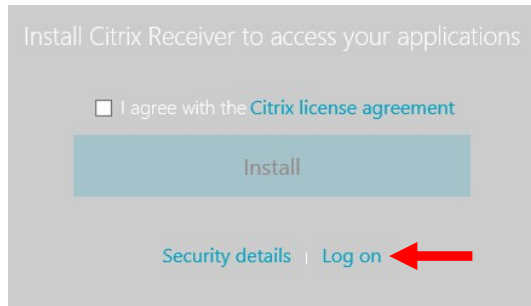 Install Citrix Receiver to access your applications
I agree with the Citrix license agreement
Install
Security details | Log on